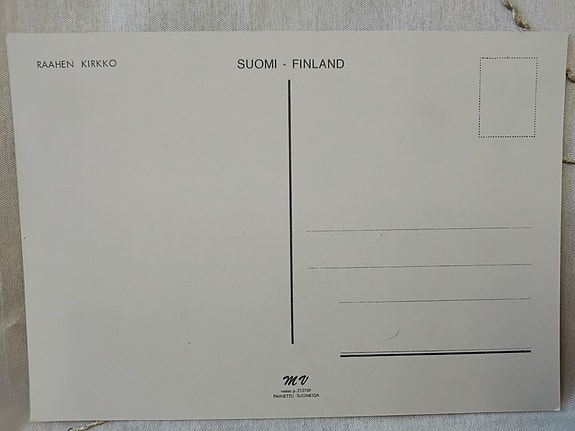 RAAHEN KIRKKO
SUOMI - FINLAND
MV
PAINETTU SUOMESSA